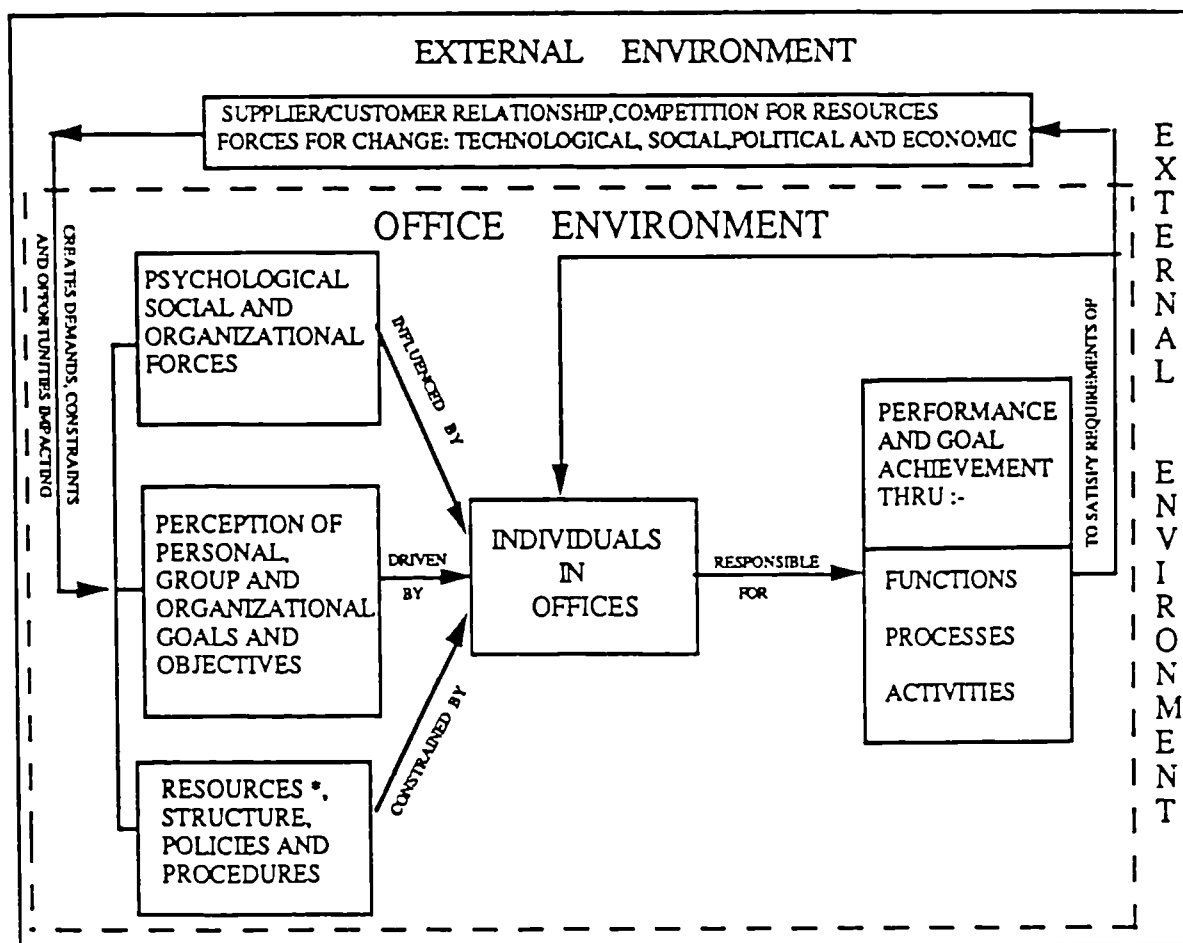 EXTERNAL ENVIRONMENT
SUPPLIER/CUSTOMER RELATIONSHIP,COMPETITION FOR RESOURCES
FORCES FOR CHANGE: TECHNOLOGICAL, SOCIAL,POLITICAL AND ECONOMIC
EXTERNAL ENVIRONMENT
OFFICE ENVIRONMENT
CREATES DEMANDS, CONSTRAINTS
AND OPPORTUNITIES IMPACTING
PSYCHOLOGICAL
SOCIAL AND
ORGANIZATIONAL
FORCES
INFLUENCED BY
PERCEPTION OF
PERSONAL,
GROUP AND
ORGANIZATIONAL
GOALS AND
OBJECTIVES
DRIVEN
BY
RESOURCES *,
STRUCTURE,
POLICIES AND
PROCEDURES
CONSTRAINED BY
INDIVIDUALS
IN
OFFICES
RESPONSIBLE
FOR
PERFORMANCE
AND GOAL
ACHIEVEMENT
THRU :-
FUNCTIONS
PROCESSES
ACTIVITIES
TO SATISFY REQUIREMENTS OF